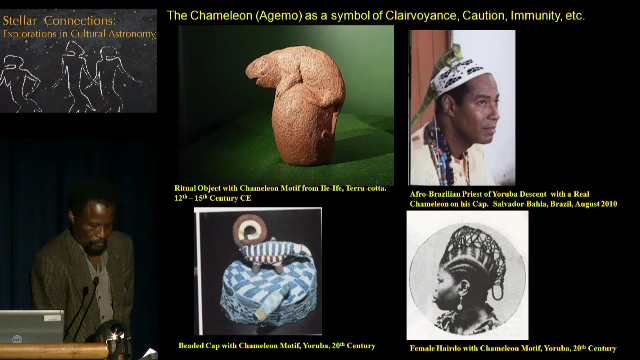 Stellar Connections:
Explorations in Cultural Astronomy
The Chameleon (Agemo) as a symbol of Clairvoyance, Caution, Immunity, etc.
Ritual Object with Chameleon Motif from Ile-Ife, Terra-cotta.
12th – 15th Century CE
Afro-Brazilian Priest of Yoruba Descent with a Real
Chameleon on his Cap. Salvador Bahia, Brazil, August 2010
Beaded Cap with Chameleon Motif, Yoruba, 20th Century
Female Hairdo with Chameleon Motif, Yoruba, 20th Century